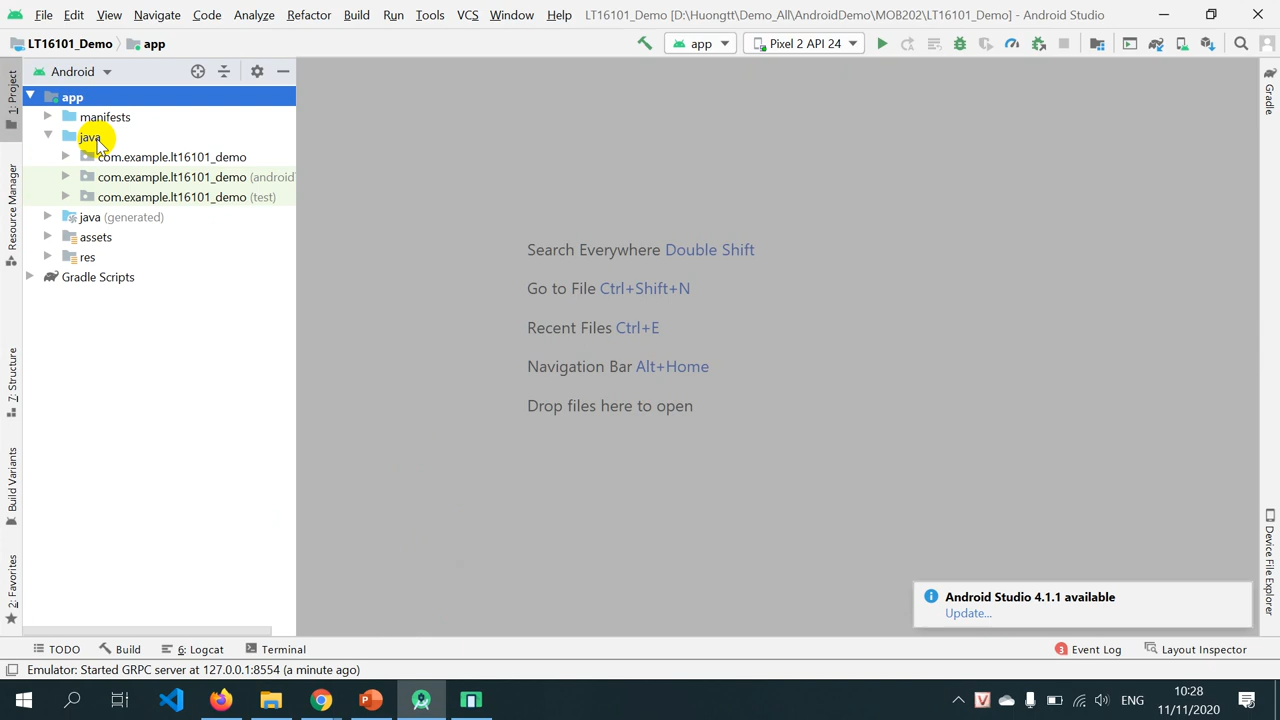 File Edit View Navigate Code Analyze Refactor Build Run Tools VCS Window Help LT16101_Demo [D:\Huongtt\Demo_All\AndroidDemo\MOB202\LT16101_Demo] - Android Studio
LT16101_Demo app app Pixel 2 API 24
1: Project
Resource Manager
7: Structure
Build Variants
2: Favorites
Android
app
manifests
java
com.example.lt16101_demo
com.example.lt16101_demo (android
com.example.lt16101_demo (test)
java (generated)
assets
res
Gradle Scripts
Search Everywhere Double Shift
Go to File Ctrl+Shift+N
Recent Files Ctrl+E
Navigation Bar Alt+Home
Drop files here to open
Gradle
Device File Explorer
Android Studio 4.1.1 available
Update...
TODO Build 6: Logcat Terminal 3 Event Log Layout Inspector
Emulator: Started GRPC server at 127.0.0.1:8554 (a minute ago)
V ENG 10:28
11/11/2020